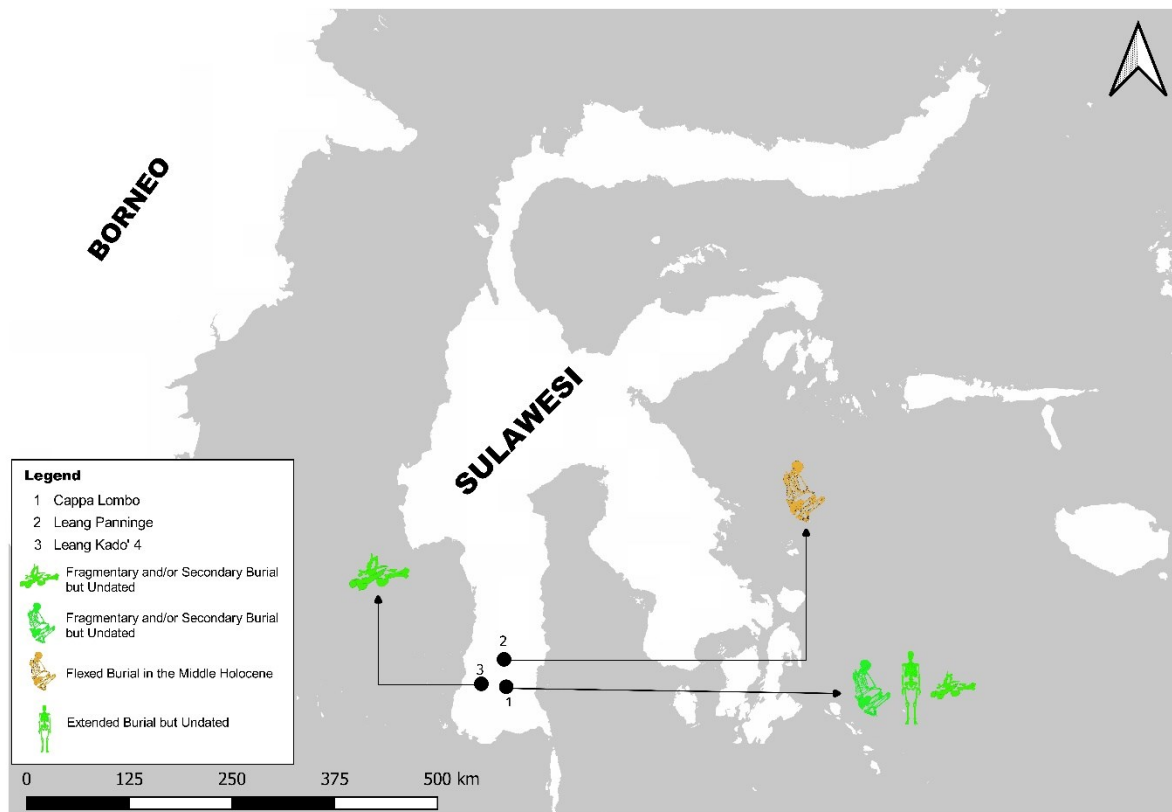 BORNEO
SULAWESI
Legend
1 Cappa Lombo
2 Leang Panninge
3 Leang Kado' 4
Fragmentary and/or Secondary Burial
but Undated
Fragmentary and/or Secondary Burial
but Undated
Flexed Burial in the Middle Holocene
Extended Burial but Undated
2
3
1
0 125 250 375 500 km